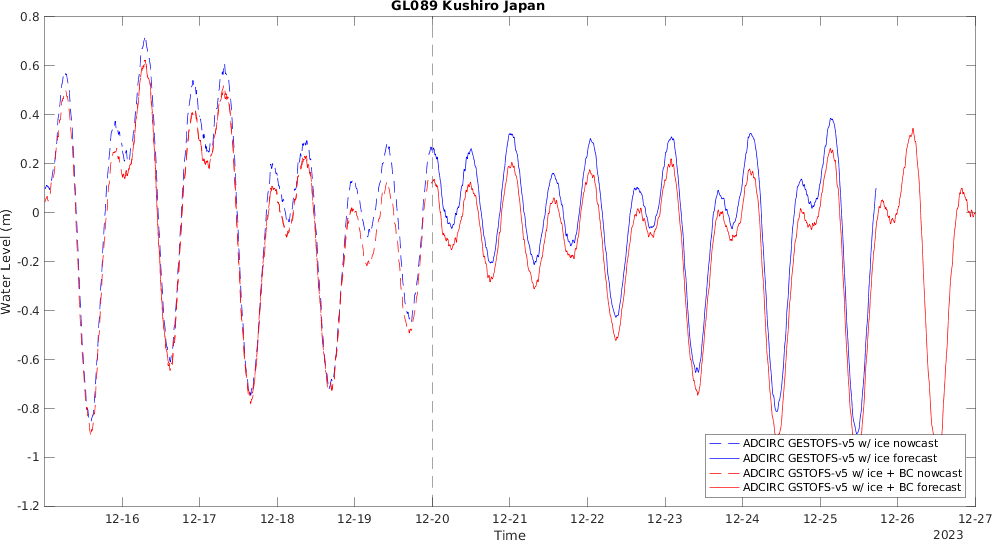 GL089 Kushiro Japan
0.8
0.6
0.4
0.2
0
-0.2
-0.4
-0.6
-0.8
-1
-1.2
Water Level (m)
12-16 12-17 12-18 12-19 12-20 12-21 12-22 12-23 12-24 12-25 12-26 12-27
Time
2023
ADCIRC GESTOFS-v5 w/ ice nowcast
ADCIRC GESTOFS-v5 w/ ice forecast
ADCIRC GSTOFS-v5 w/ ice + BC nowcast
ADCIRC GSTOFS-v5 w/ ice + BC forecast